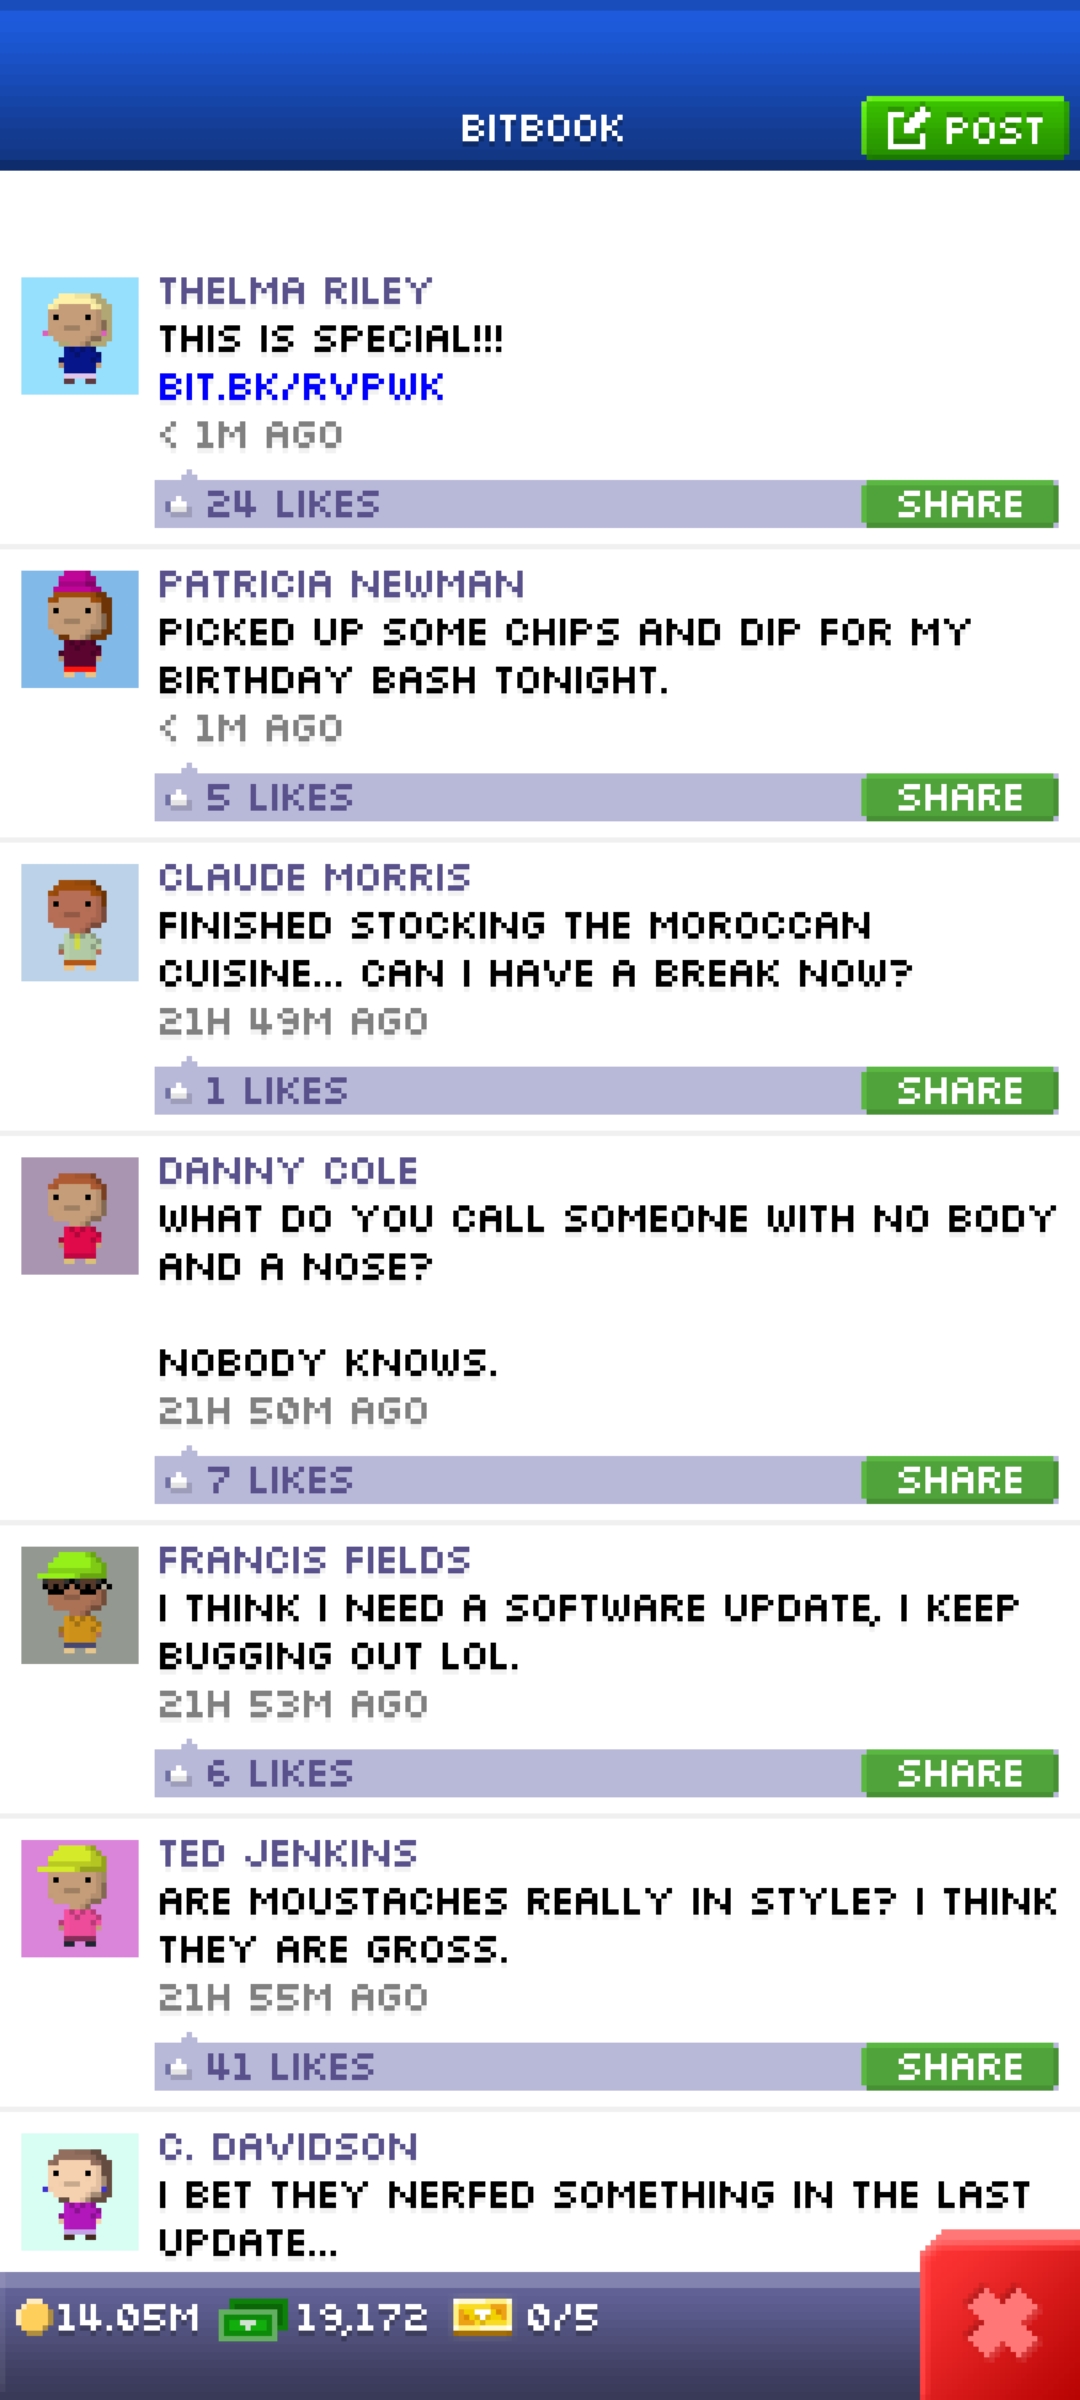 BITBOOK
POST
THELMA RILEY
THIS IS SPECIAL!!!
BIT.BK/RVPWK
< 1M AGO
24 LIKES
SHARE
PATRICIA NEWMAN
PICKED UP SOME CHIPS AND DIP FOR MY
BIRTHDAY BASH TONIGHT.
< 1M AGO
5 LIKES
SHARE
CLAUDE MORRIS
FINISHED STOCKING THE MOROCCAN
CUISINE... CAN I HAVE A BREAK NOW?
21H 49M AGO
1 LIKES
SHARE
DANNY COLE
WHAT DO YOU CALL SOMEONE WITH NO BODY
AND A NOSE?
NOBODY KNOWS.
21H 50M AGO
7 LIKES
SHARE
FRANCIS FIELDS
I THINK I NEED A SOFTWARE UPDATE, I KEEP
BUGGING OUT LOL.
21H 53M AGO
6 LIKES
SHARE
TED JENKINS
ARE MOUSTACHES REALLY IN STYLE? I THINK
THEY ARE GROSS.
21H 55M AGO
41 LIKES
SHARE
C. DAVIDSON
I BET THEY NERFED SOMETHING IN THE LAST
UPDATE...
14.05M 19,172 0/5